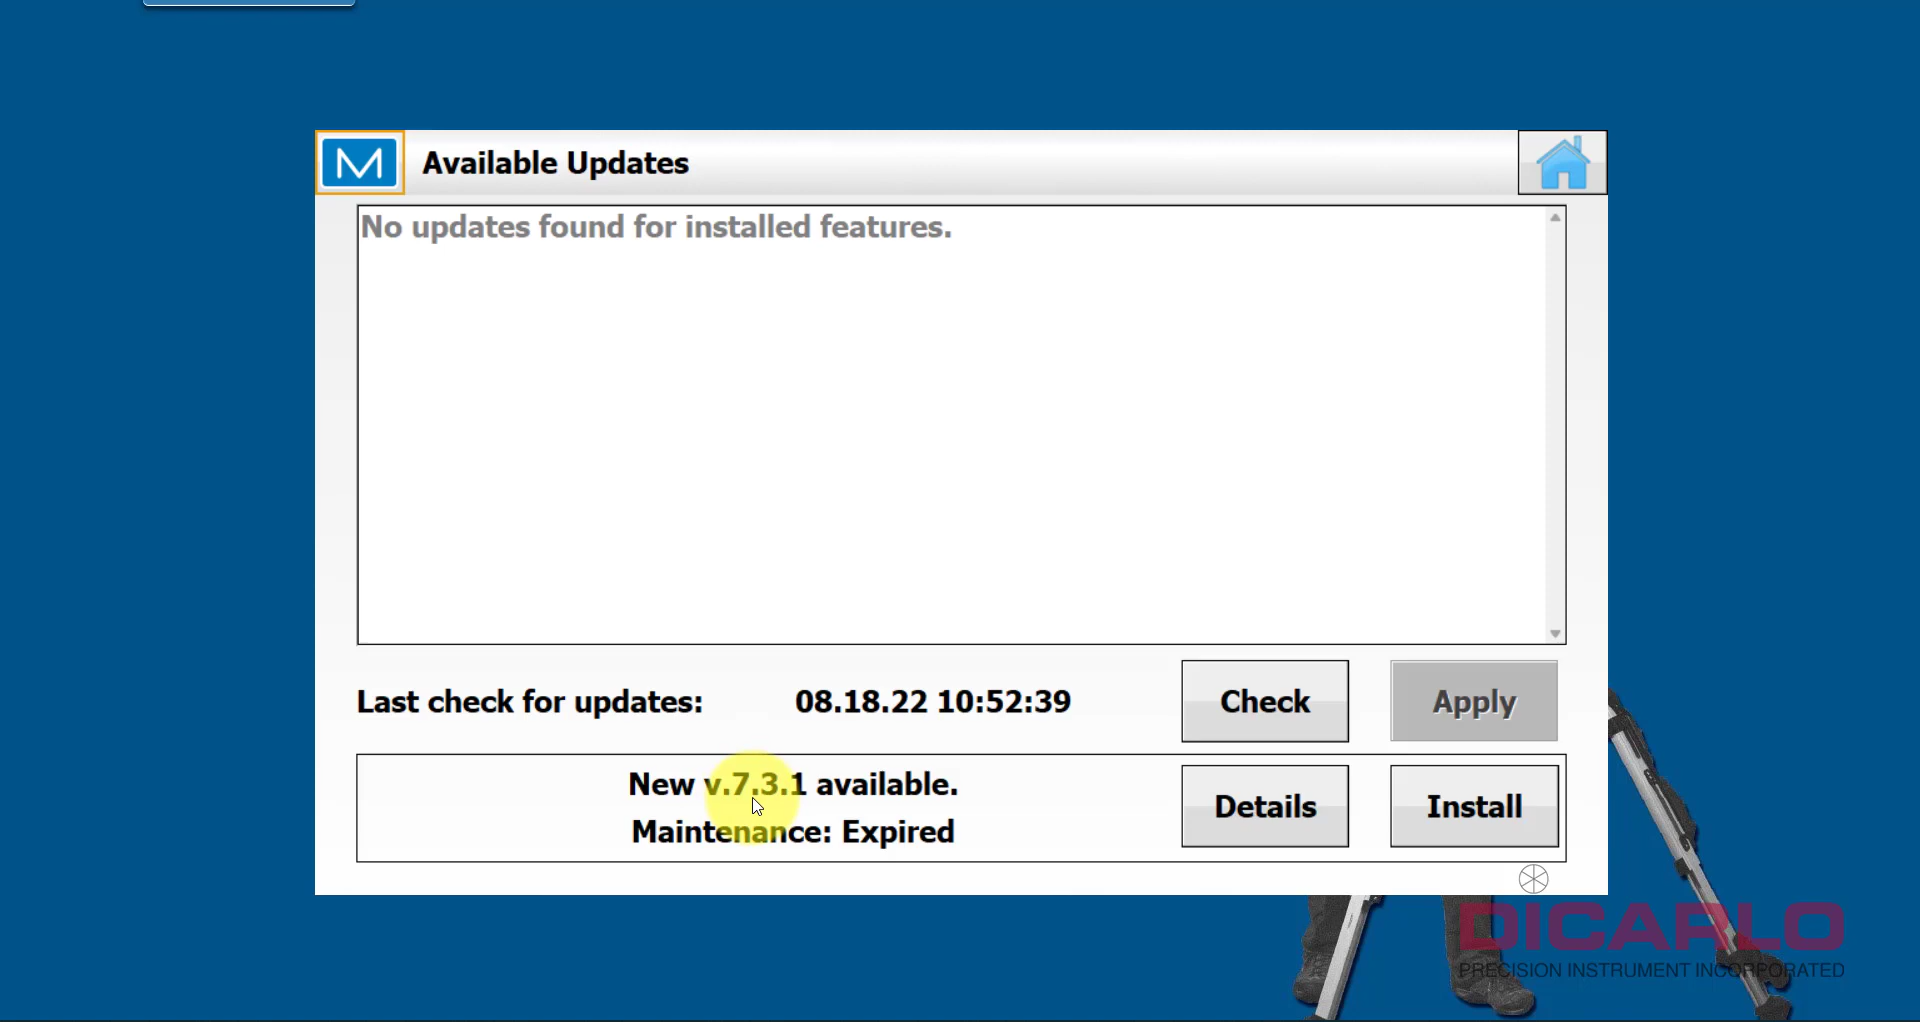 M
Available Updates
No updates found for installed features.
Last check for updates: 08.18.22 10:52:39
Check
Apply
New v.7.3.1 available.
Maintenance: Expired
Details
Install
DICARLO
PRECISION INSTRUMENT INCORPORATED